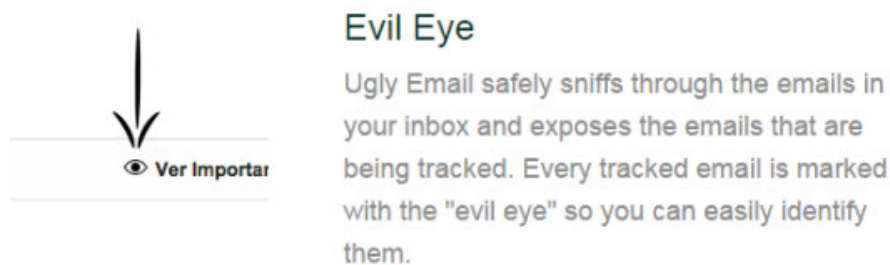 Evil Eye
Ugly Email safely sniffs through the emails in
your inbox and exposes the emails that are
being tracked. Every tracked email is marked
with the "evil eye" so you can easily identify
them.
Ver Importar